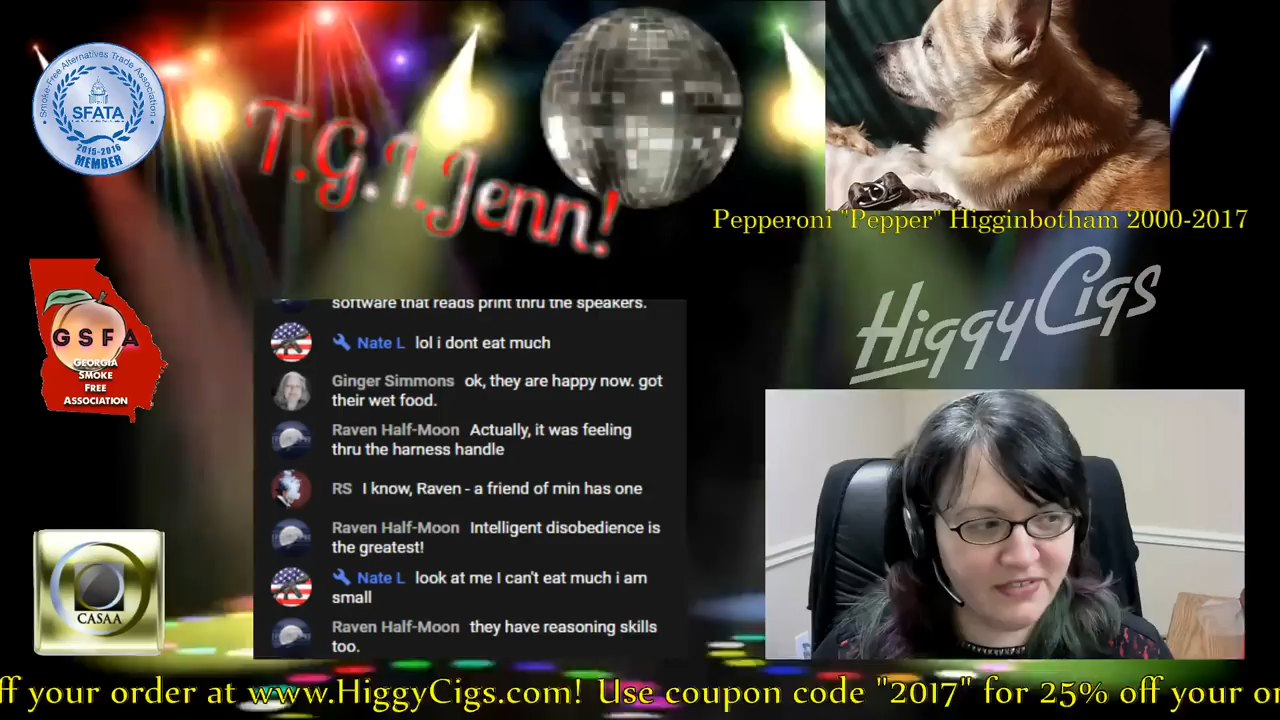 Smoke-Free Alternatives Trade Association
SFATA
2015-2016
MEMBER
T.G.I.Jenn!
Pepperoni "Pepper" Higginbotham 2000-2017
HiggyCigs
GSFA
GEORGIA
SMOKE
FREE
ASSOCIATION
software that reads print thru the speakers.
Nate L lol i dont eat much
Ginger Simmons ok, they are happy now. got
their wet food.
Raven Half-Moon Actually, it was feeling
thru the harness handle
RS I know, Raven - a friend of min has one
Raven Half-Moon Intelligent disobedience is
the greatest!
Nate L look at me I can't eat much i am
small
Raven Half-Moon they have reasoning skills
too.
CASAA
ff your order at www.HiggyCigs.com! Use coupon code "2017" for 25% off your or